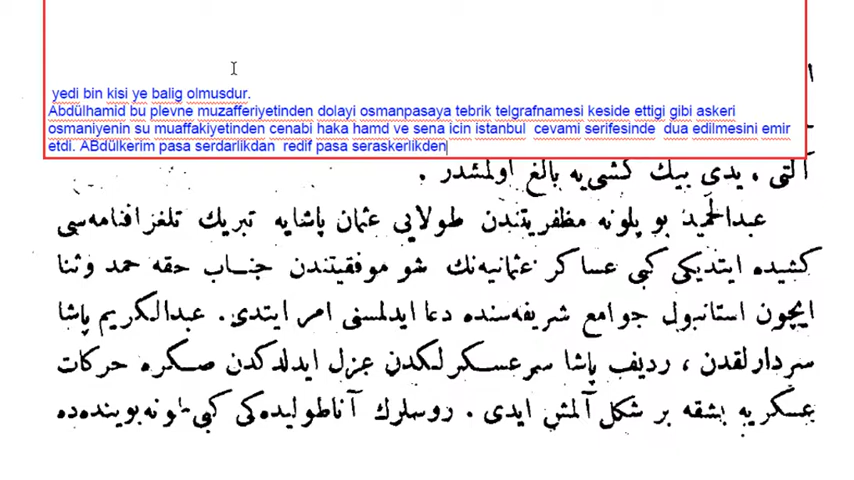 yedi bin kisi ye balig olmusdur.
Abdülhamid bu plevne muzafferiyetinden dolayi osmanpasaya tebrik telgrafnamesi keside ettigi gibi askeri
osmaniyenin su muaffakiyetinden cenabi haka hamd ve sena icin istanbul cevami serifesinde dua edilmesini emir
etdi. ABdülkerim pasa serdarlikdan redif pasa seraskerlikden
آلتی ، یدی بیك كشی‌یه بالغ اولمشدر .
عبدالحمید بو پلونه مظفریتندن طولایی عثمان پاشایه تبریك تلغرافنامه‌سی
كشیده ایتدیكی كبی عساكر عثمانیه‌نك شو موفقیتندن جناب حقه حمد وثنا
ایچون استانبول جوامع شریفه‌سنده دعا ایدلمسنی امر ایتدی . عبدالكریم پاشا
سردارلقدن ، ردیف پاشا سرعسكرلكدن عزل ایدلدكدن صكره حركات
عسكریه بشقه بر شكل آلمش ایدی . روسلرك آناطولیده‌كی كبی طونه‌بوینده‌ده